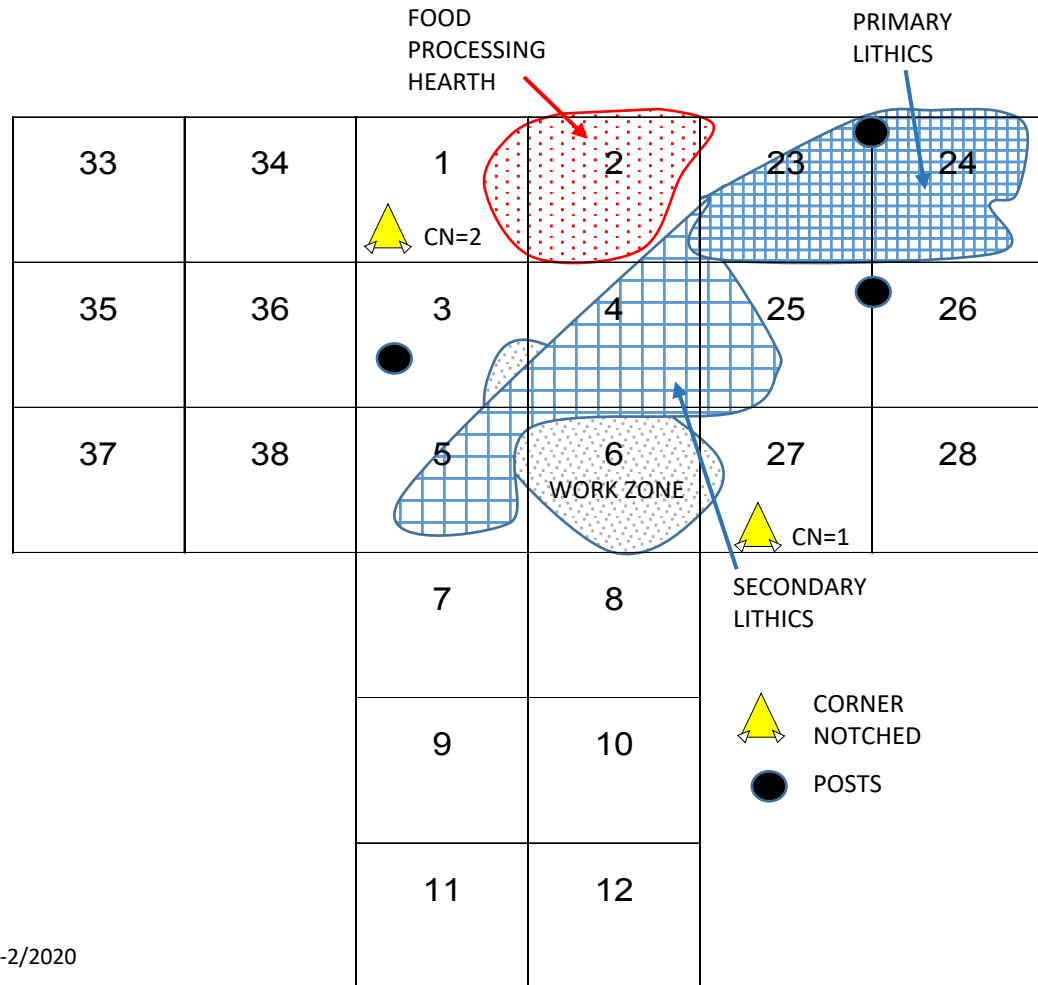 FOOD
PROCESSING
HEARTH
PRIMARY
LITHICS
33
34
1
2
23
24
CN=2
35
36
3
4
25
26
37
38
5
6
27
28
WORK ZONE
CN=1
7
8
SECONDARY
LITHICS
9
10
CORNER
NOTCHED
POSTS
11
12
-2/2020